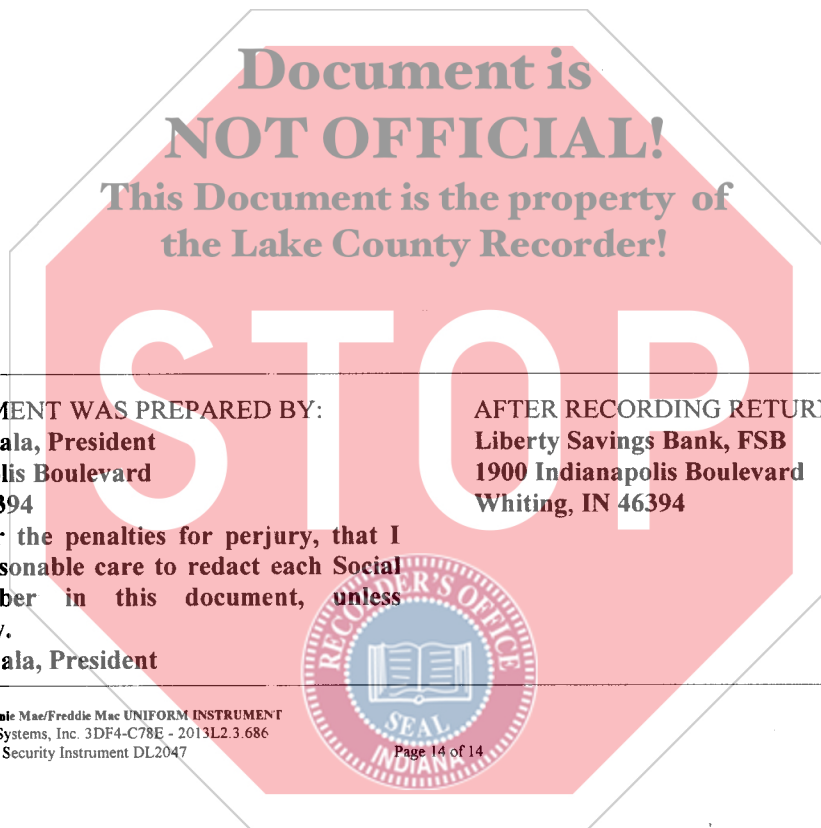 Document is
NOT OFFICIAL!
This Document is the property of
the Lake County Recorder!
STOP
MENT WAS PREPARED BY:
ala, President
lis Boulevard
394
r the penalties for perjury, that I
sonable care to redact each Social
ber in this document, unless
y.
ala, President
AFTER RECORDING RETUR
Liberty Savings Bank, FSB
1900 Indianapolis Boulevard
Whiting, IN 46394
RECORDER'S OFFICE
SEAL
INDIANA
nie Mae/Freddie Mac UNIFORM INSTRUMENT
Systems, Inc. 3DF4-C78E - 2013L2.3.686
Security Instrument DL2047
Page 14 of 14